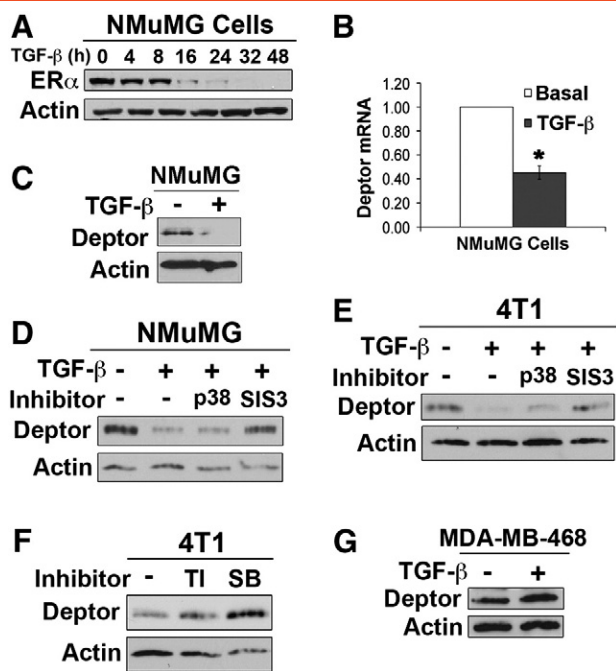 A
NMuMG Cells
TGF-β (h) 0 4 8 16 24 32 48
ERα
Actin
B
Deptor mRNA
1.20
1.00
0.80
0.60
0.40
0.20
0.00
Basal
TGF-β
*
NMuMG Cells
C
NMuMG
TGF-β - +
Deptor
Actin
D
NMuMG
TGF-β - + + +
Inhibitor - - p38 SIS3
Deptor
Actin
E
4T1
TGF-β - + + +
Inhibitor - - p38 SIS3
Deptor
Actin
F
4T1
Inhibitor - TI SB
Deptor
Actin
G
MDA-MB-468
TGF-β - +
Deptor
Actin